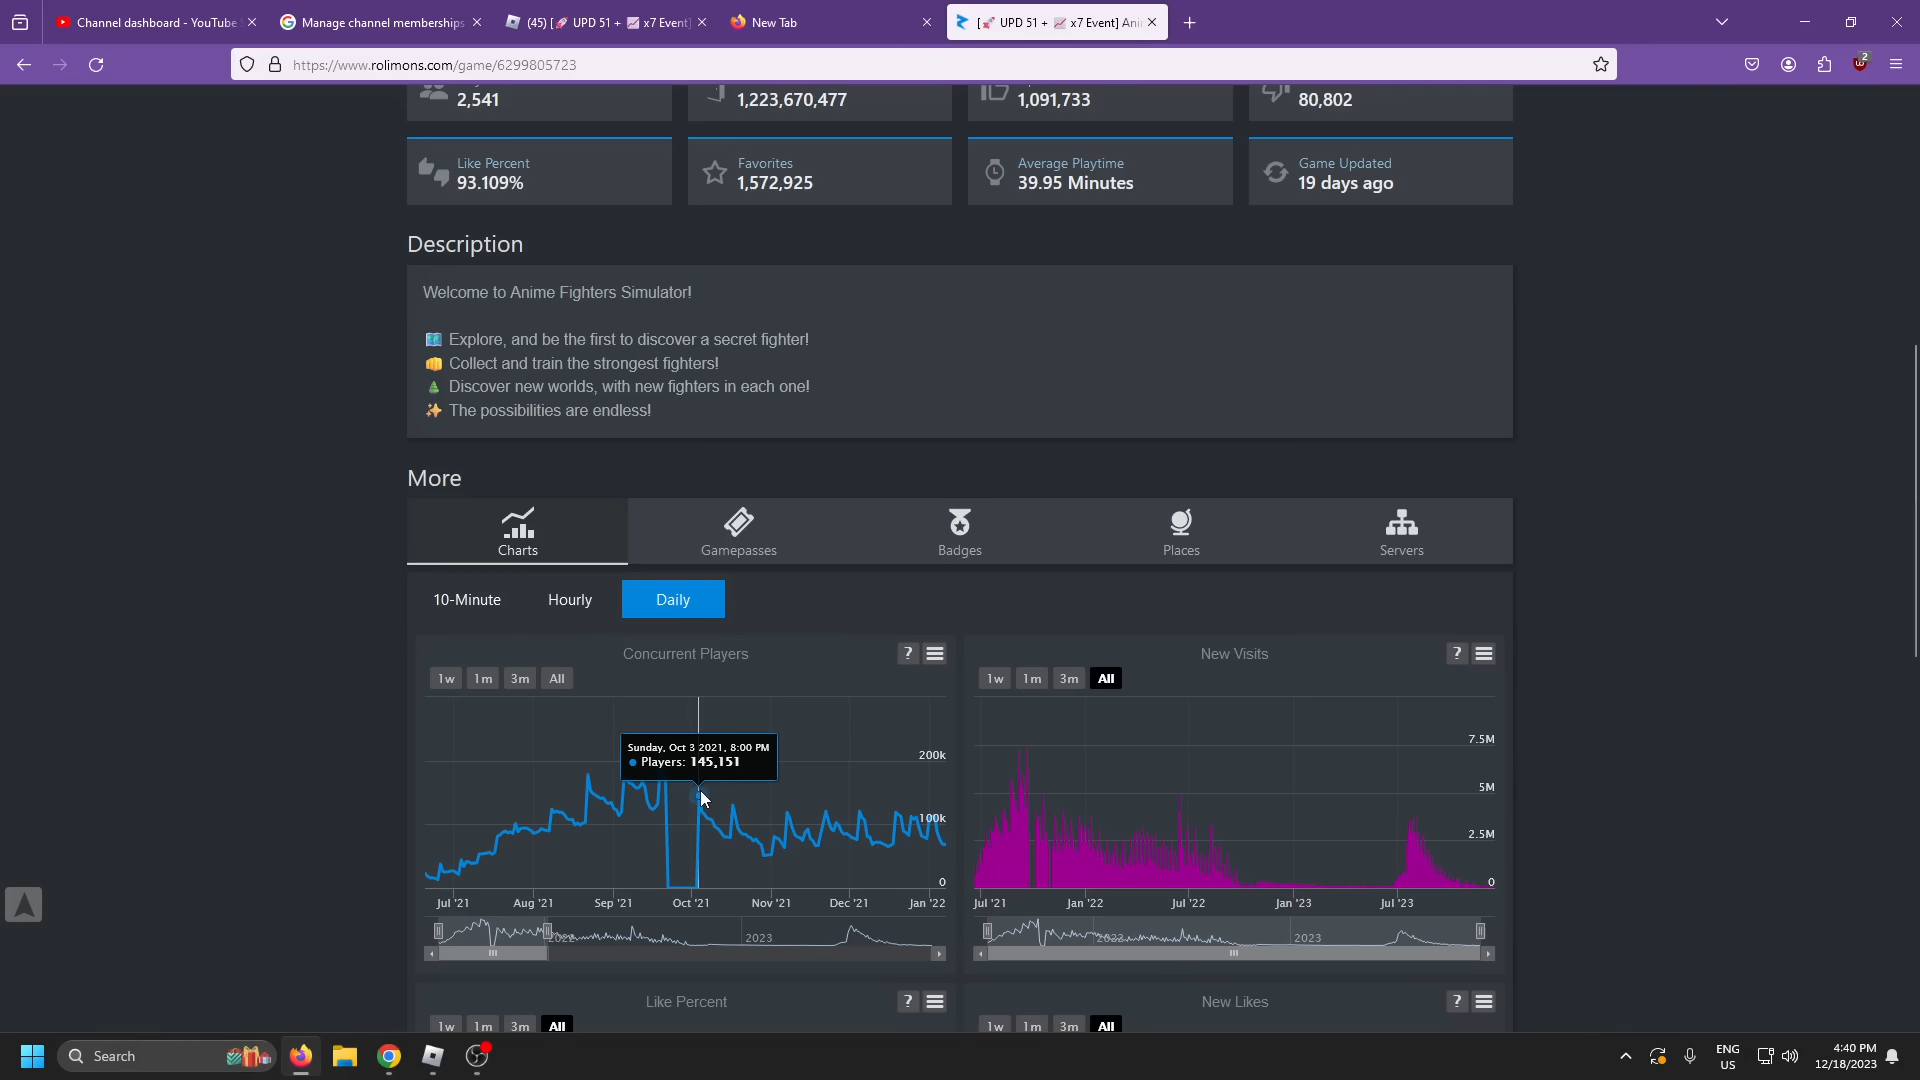 Channel dashboard - YouTube S
Manage channel memberships
(45) [🚀 UPD 51 + 📈 x7 Event]
New Tab
[🚀 UPD 51 + 📈 x7 Event] Ani
https://www.rolimons.com/game/6299805723
2
2,541
1,223,670,477
1,091,733
80,802
Like Percent
93.109%
Favorites
1,572,925
Average Playtime
39.95 Minutes
Game Updated
19 days ago
Description
Welcome to Anime Fighters Simulator!
🗺️ Explore, and be the first to discover a secret fighter!
👊 Collect and train the strongest fighters!
🎄 Discover new worlds, with new fighters in each one!
✨ The possibilities are endless!
More
Charts
Gamepasses
Badges
Places
Servers
10-Minute
Hourly
Daily
Concurrent Players
?
1w 1m 3m All
Sunday, Oct 3 2021, 8:00 PM
Players: 145,151
200k
100k
0
Jul '21 Aug '21 Sep '21 Oct '21 Nov '21 Dec '21 Jan '22
2022 2023
New Visits
?
1w 1m 3m All
7.5M
5M
2.5M
0
Jul '21 Jan '22 Jul '22 Jan '23 Jul '23
2022 2023
Like Percent
?
1w 1m 3m All
New Likes
?
1w 1m 3m All
Search
ENG
US
4:40 PM
12/18/2023